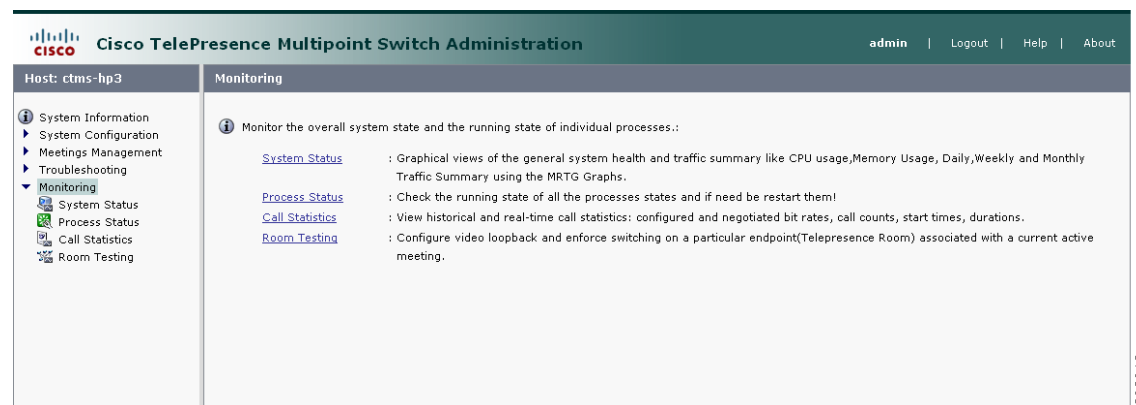 cisco Cisco TelePresence Multipoint Switch Administration admin | Logout | Help | About
Host: ctms-hp3
Monitoring
System Information
System Configuration
Meetings Management
Troubleshooting
Monitoring
System Status
Process Status
Call Statistics
Room Testing
Monitor the overall system state and the running state of individual processes.:
System Status : Graphical views of the general system health and traffic summary like CPU usage,Memory Usage, Daily,Weekly and Monthly
Traffic Summary using the MRTG Graphs.
Process Status : Check the running state of all the processes states and if need be restart them!
Call Statistics : View historical and real-time call statistics: configured and negotiated bit rates, call counts, start times, durations.
Room Testing : Configure video loopback and enforce switching on a particular endpoint(Telepresence Room) associated with a current active
meeting.